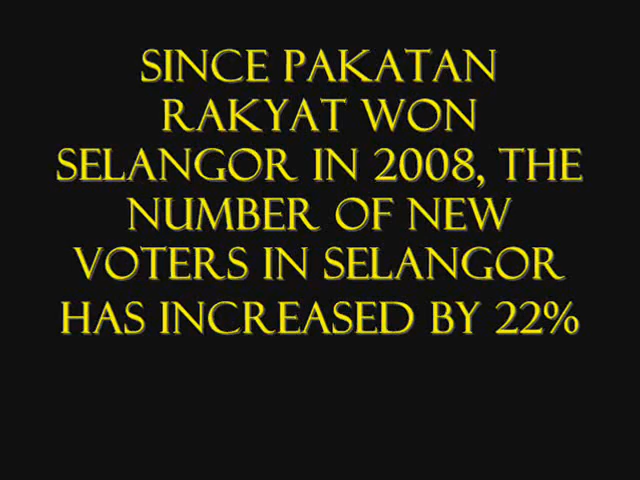 SINCE PAKATAN
RAKYAT WON
SELANGOR IN 2008, THE
NUMBER OF NEW
VOTERS IN SELANGOR
HAS INCREASED BY 22%